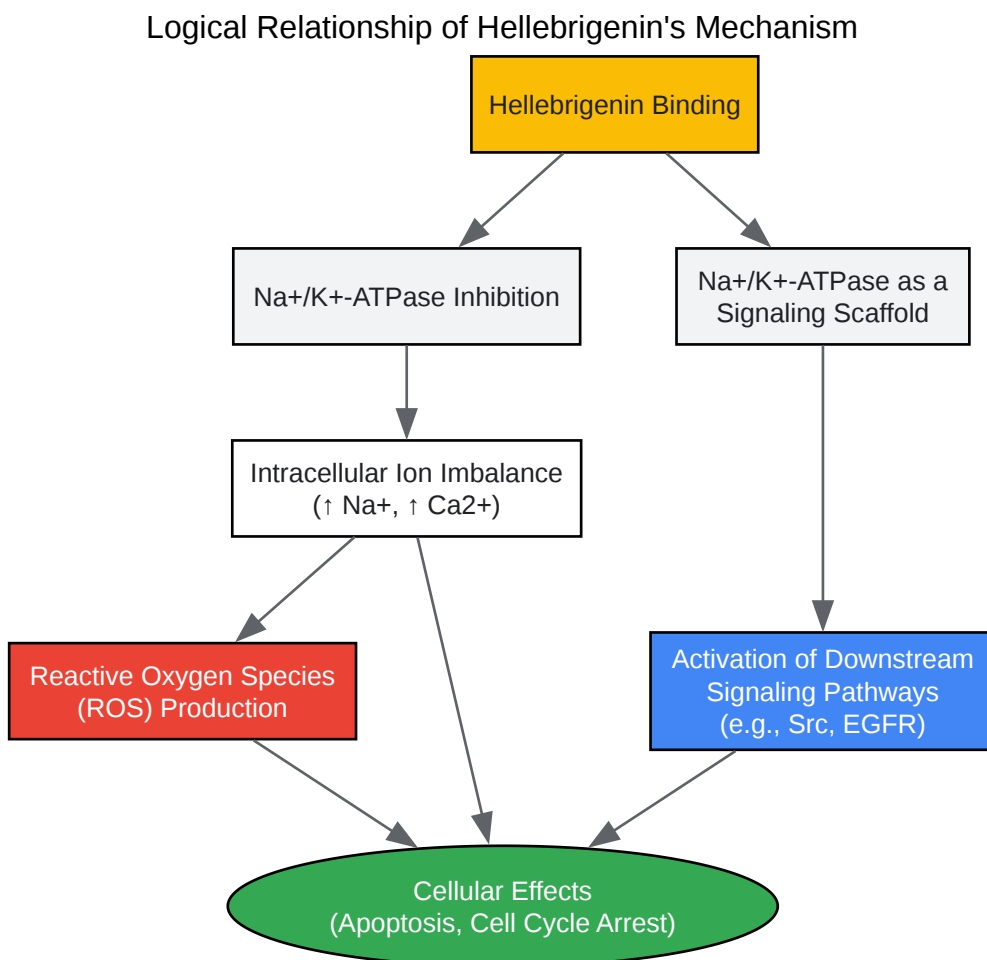 Logical Relationship of Hellebrigenin's Mechanism
Hellebrigenin Binding
Na+/K+-ATPase Inhibition
Na+/K+-ATPase as a
Signaling Scaffold
Intracellular Ion Imbalance
(↑ Na+, ↑ Ca2+)
Reactive Oxygen Species
(ROS) Production
Activation of Downstream
Signaling Pathways
(e.g., Src, EGFR)
Cellular Effects
(Apoptosis, Cell Cycle Arrest)